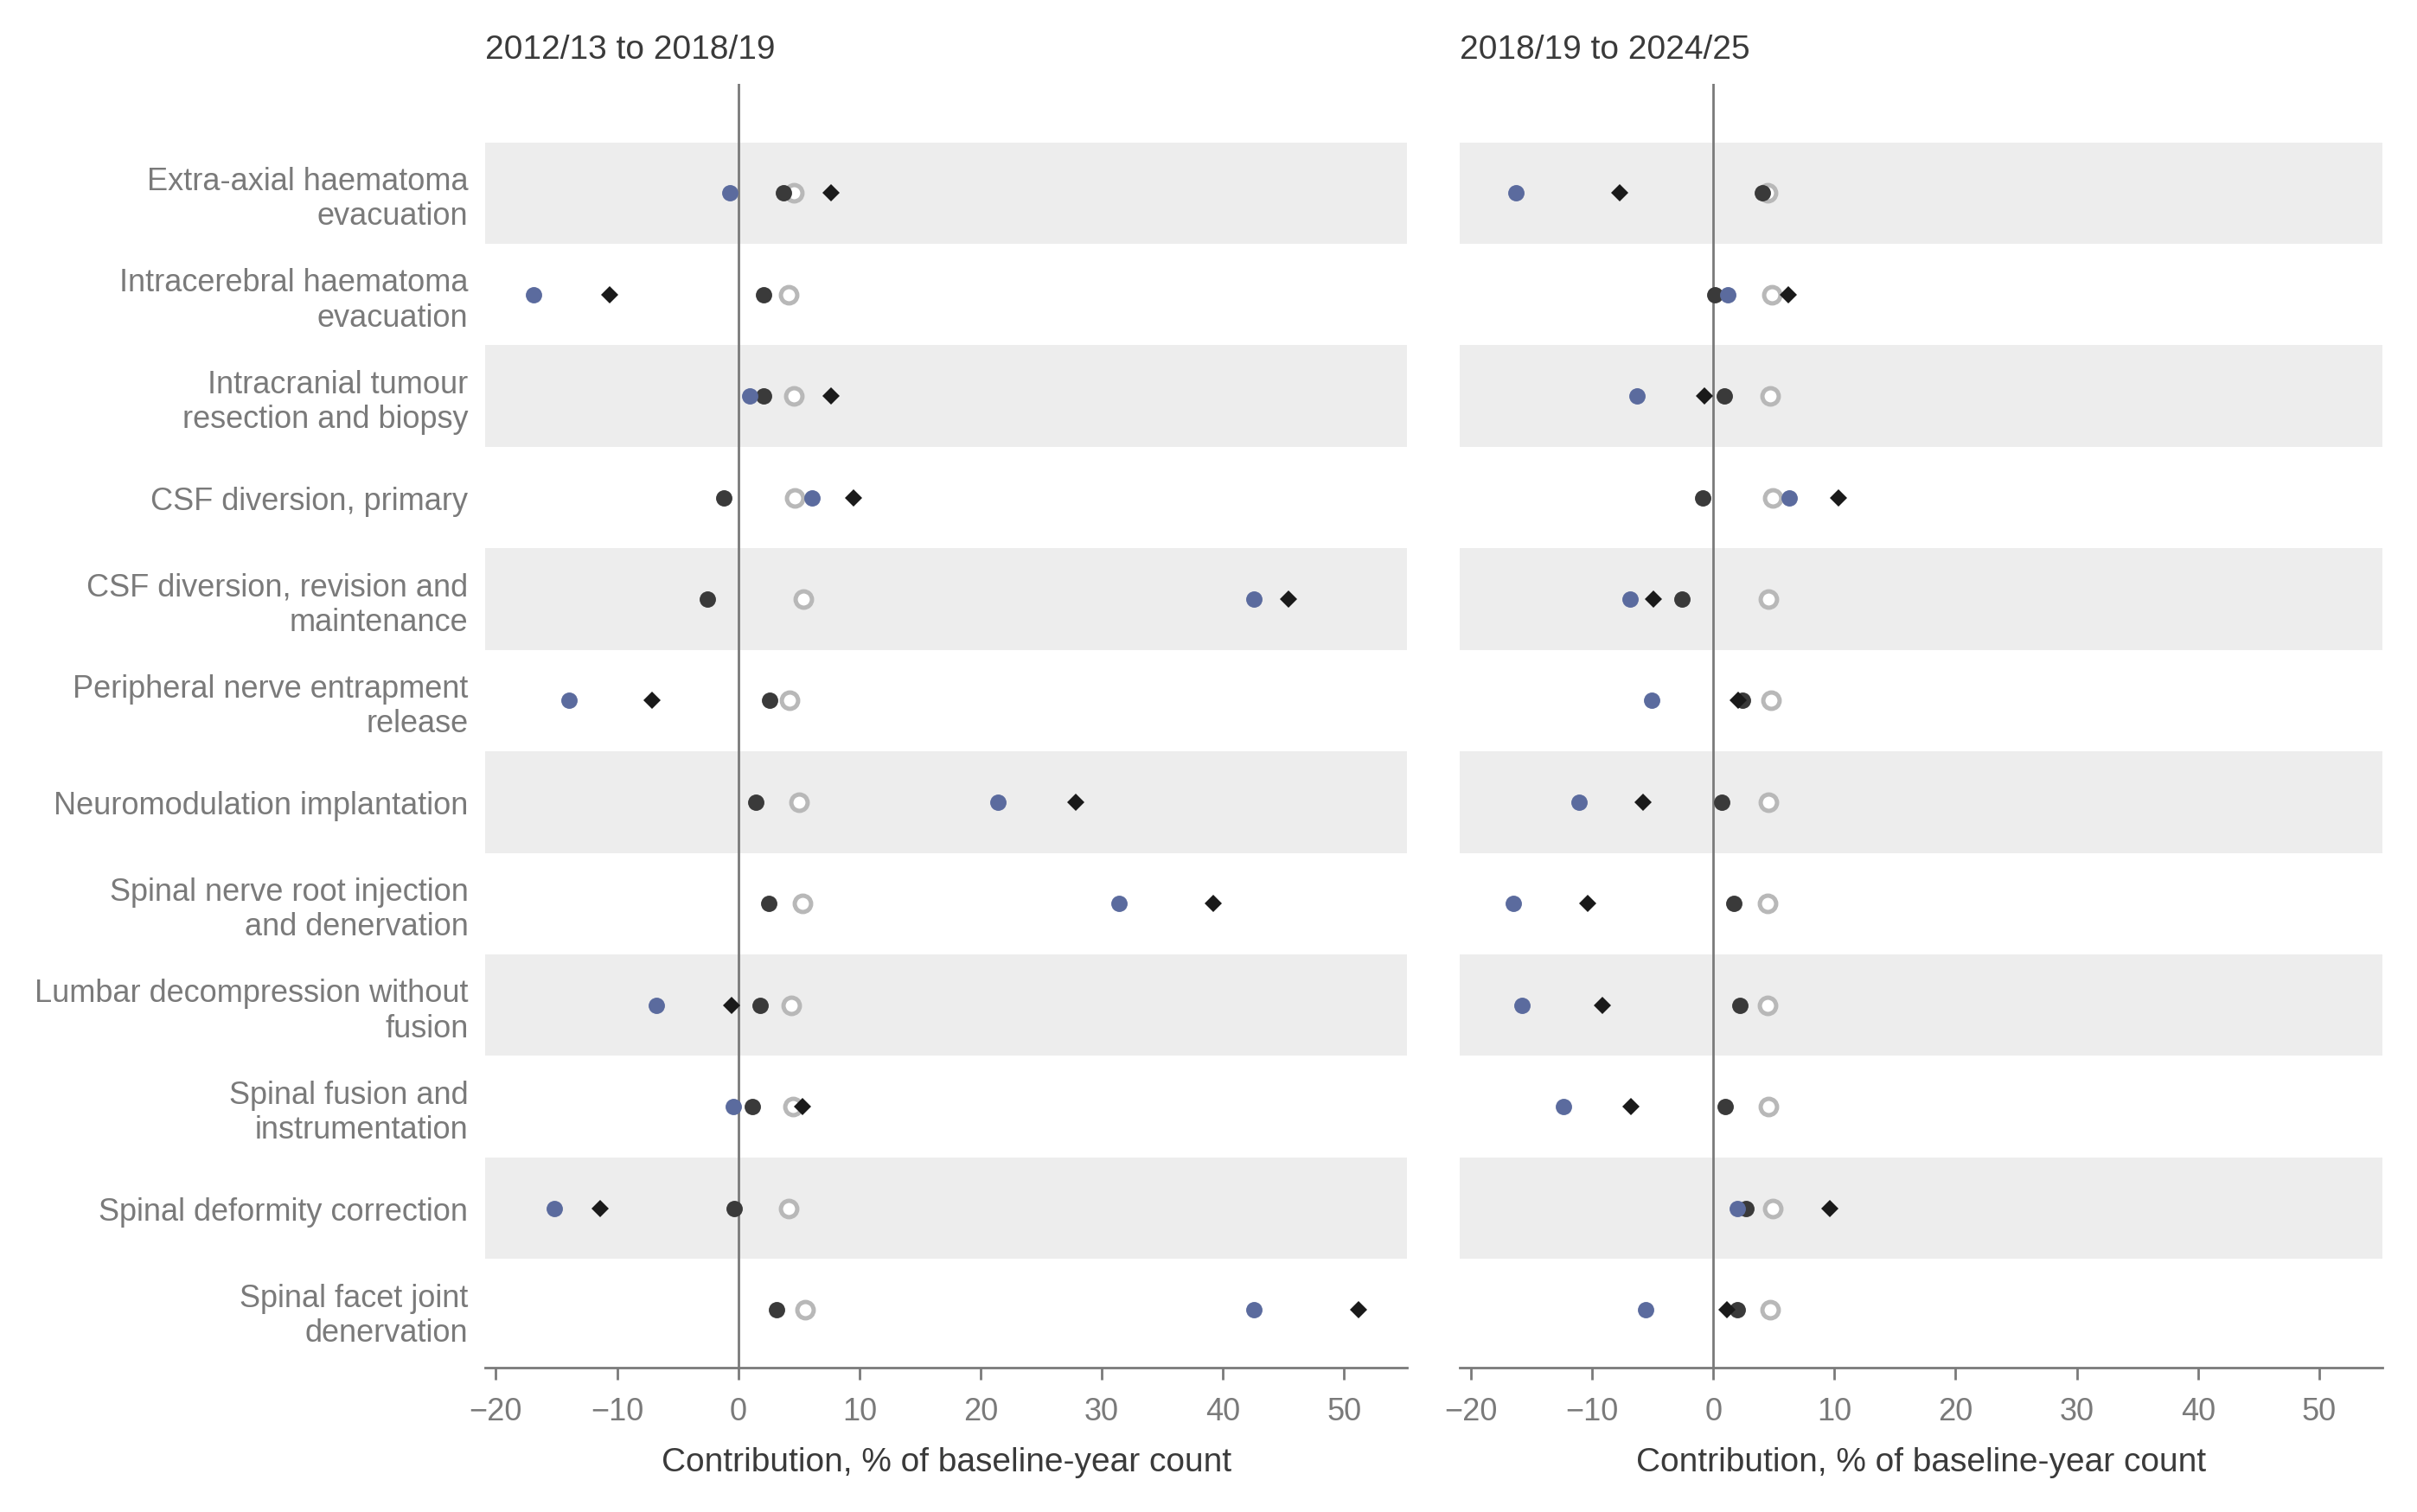 2012/13 to 2018/19
2018/19 to 2024/25
Extra-axial haematoma
evacuation
Intracerebral haematoma
evacuation
Intracranial tumour
resection and biopsy
CSF diversion, primary
CSF diversion, revision and
maintenance
Peripheral nerve entrapment
release
Neuromodulation implantation
Spinal nerve root injection
and denervation
Lumbar decompression without
fusion
Spinal fusion and
instrumentation
Spinal deformity correction
Spinal facet joint
denervation
−20 −10 0 10 20 30 40 50
−20 −10 0 10 20 30 40 50
Contribution, % of baseline-year count
Contribution, % of baseline-year count